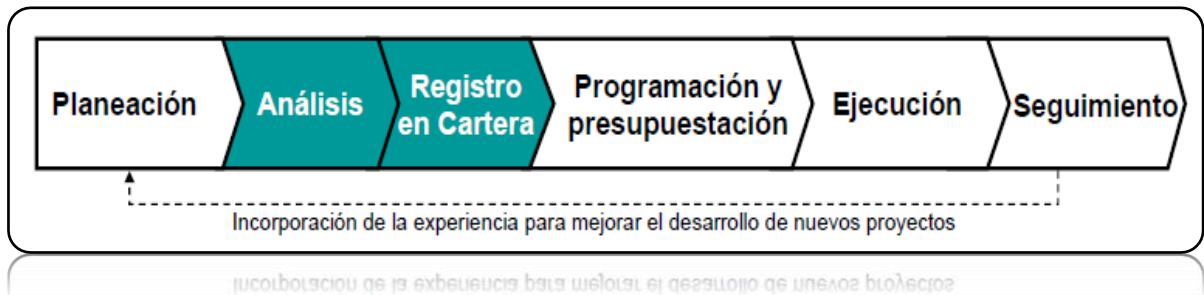 Planeación
Análisis
Registro
en Cartera
Programación y
presupuestación
Ejecución
Seguimiento
Incorporación de la experiencia para mejorar el desarrollo de nuevos proyectos